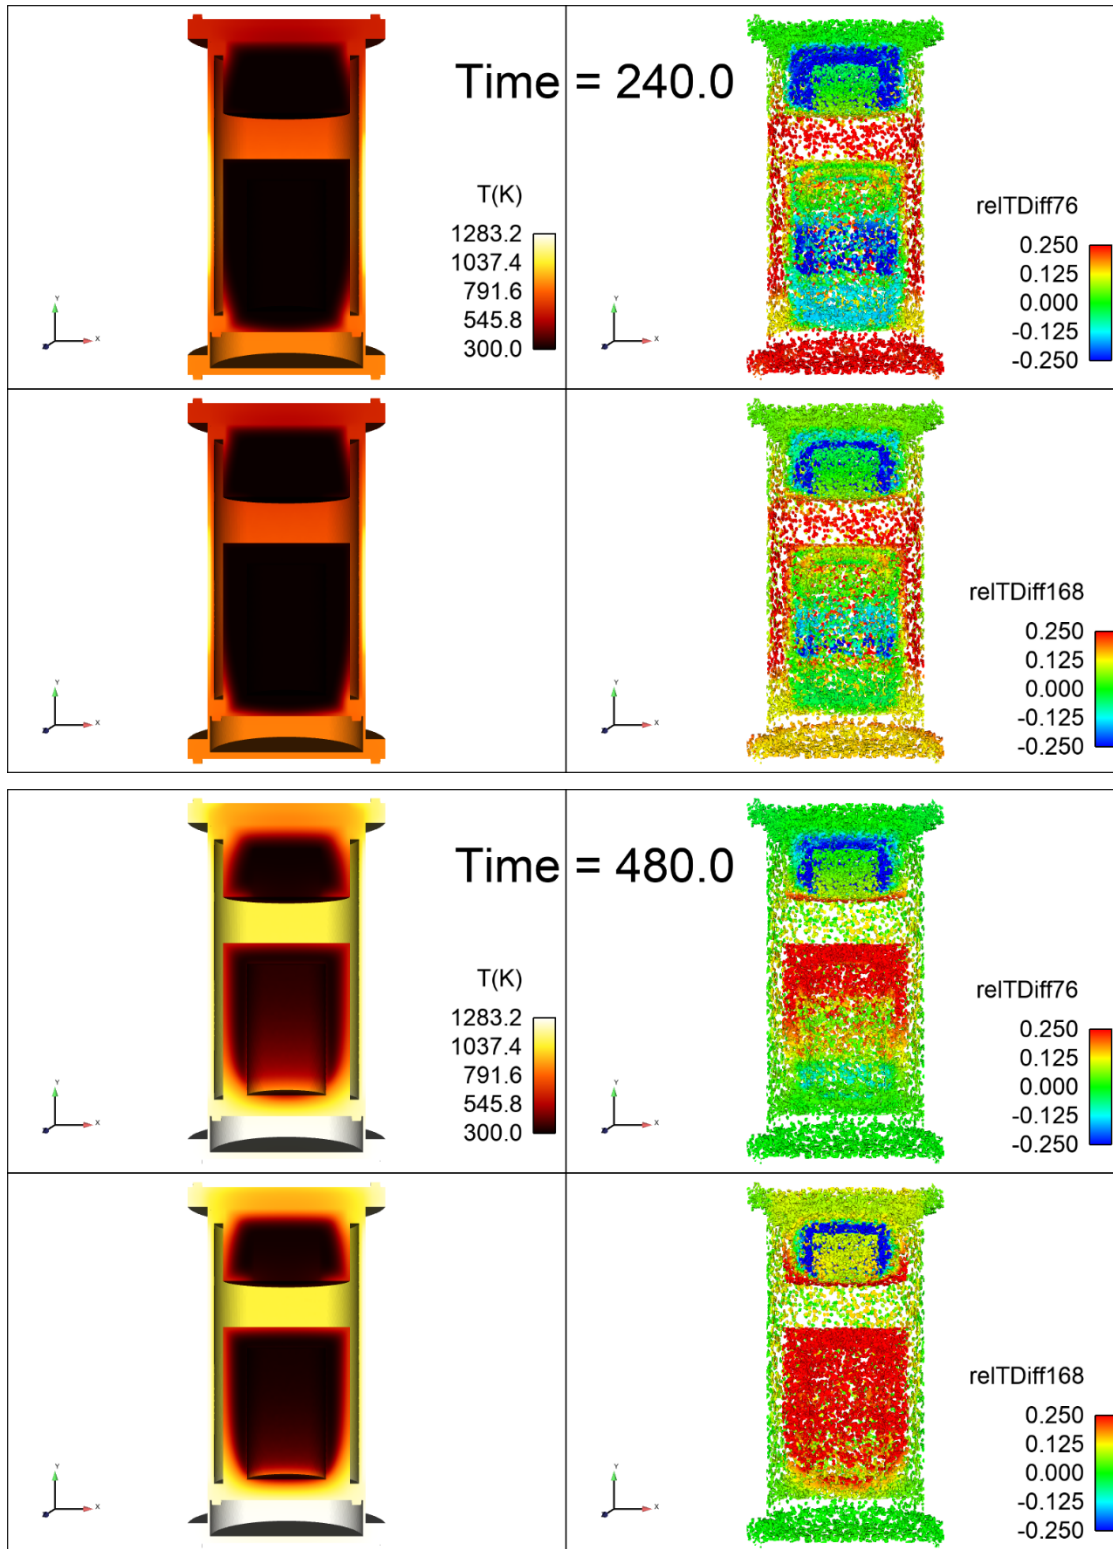 Time = 240.0
T(K)
1283.2
1037.4
791.6
545.8
300.0
Y
X
relTDiff76
0.250
0.125
0.000
-0.125
-0.250
Y
X
Y
X
relTDiff168
0.250
0.125
0.000
-0.125
-0.250
Y
X
Time = 480.0
T(K)
1283.2
1037.4
791.6
545.8
300.0
Y
X
relTDiff76
0.250
0.125
0.000
-0.125
-0.250
Y
X
Y
X
relTDiff168
0.250
0.125
0.000
-0.125
-0.250
Y
X